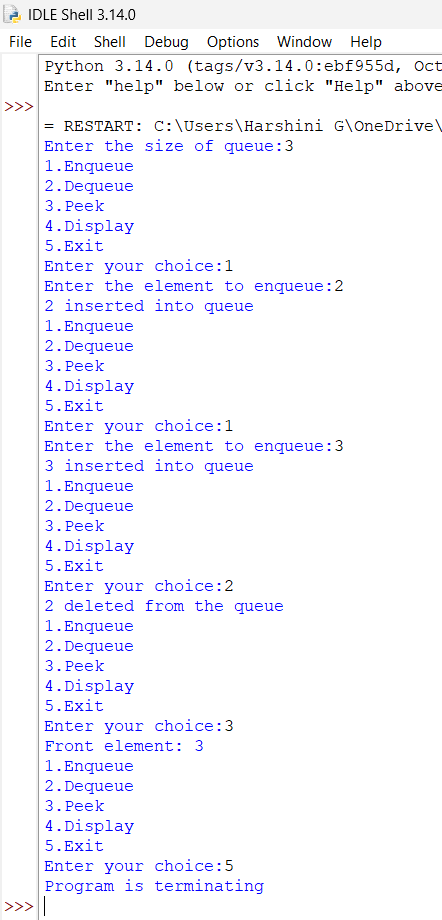 IDLE Shell 3.14.0
File Edit Shell Debug Options Window Help
Python 3.14.0 (tags/v3.14.0:ebf955d, Oct
Enter "help" below or click "Help" above
>>>
= RESTART: C:\Users\Harshini G\OneDrive\
Enter the size of queue:3
1.Enqueue
2.Dequeue
3.Peek
4.Display
5.Exit
Enter your choice:1
Enter the element to enqueue:2
2 inserted into queue
1.Enqueue
2.Dequeue
3.Peek
4.Display
5.Exit
Enter your choice:1
Enter the element to enqueue:3
3 inserted into queue
1.Enqueue
2.Dequeue
3.Peek
4.Display
5.Exit
Enter your choice:2
2 deleted from the queue
1.Enqueue
2.Dequeue
3.Peek
4.Display
5.Exit
Enter your choice:3
Front element: 3
1.Enqueue
2.Dequeue
3.Peek
4.Display
5.Exit
Enter your choice:5
Program is terminating
>>>